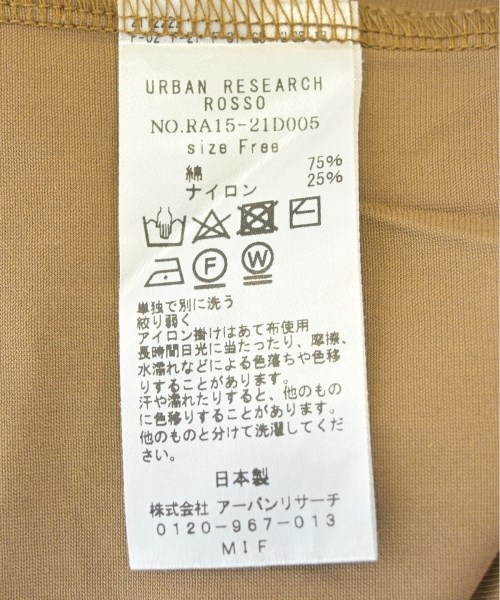 URBAN RESEARCH
ROSSO
NO.RA15-21D005
size Free
綿 75%
ナイロン 25%
F W
単独で別に洗う
絞り弱く
アイロン掛けはあて布使用
長時間日光に当たったり、摩擦、
水濡れなどによる色落ちや色移
りすることがあります。
汗や濡れたりすると、他のもの
に色移りすることがあります。
他のものと分けて洗濯してくだ
さい。
日本製
株式会社 アーバンリサーチ
0120-967-013
MIF